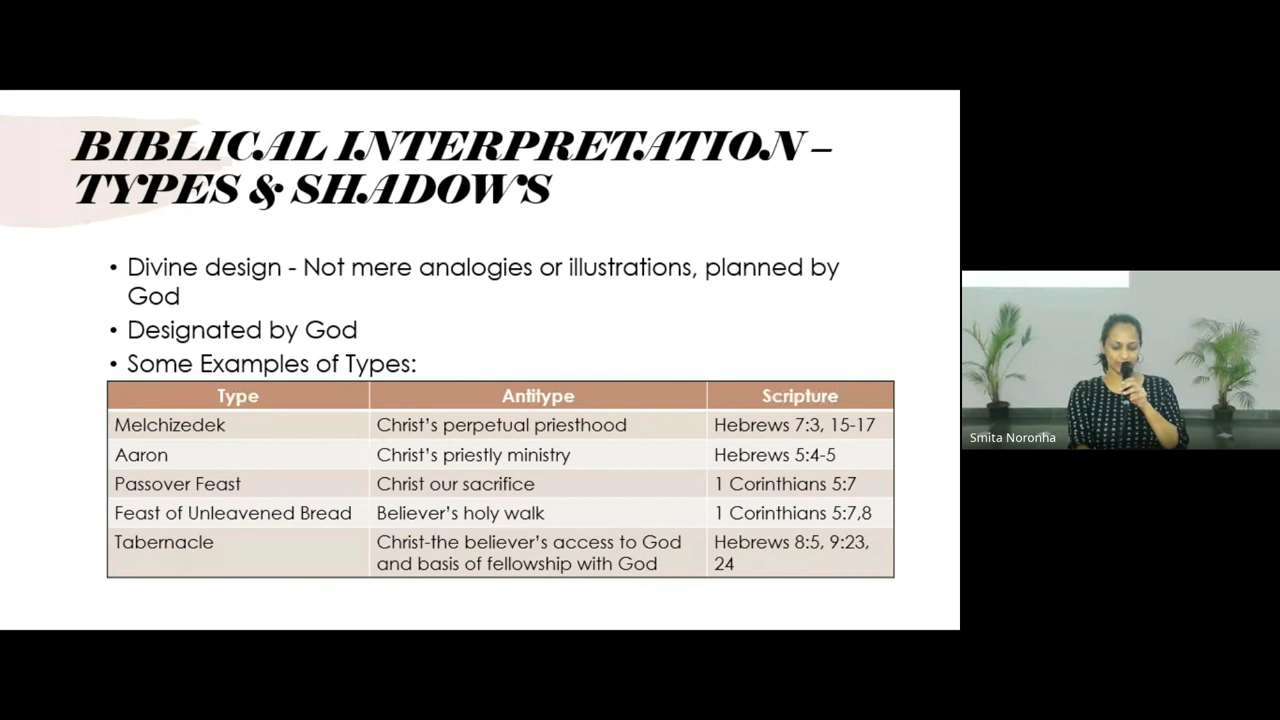 BIBLICAL INTERPRETATION –
TYPES & SHADOWS
• Divine design - Not mere analogies or illustrations, planned by
God
• Designated by God
• Some Examples of Types:
Type Antitype Scripture
Melchizedek Christ's perpetual priesthood Hebrews 7:3, 15-17
Aaron Christ's priestly ministry Hebrews 5:4-5
Passover Feast Christ our sacrifice 1 Corinthians 5:7
Feast of Unleavened Bread Believer's holy walk 1 Corinthians 5:7,8
Tabernacle Christ-the believer's access to God Hebrews 8:5, 9:23,
and basis of fellowship with God 24
Smita Noronha